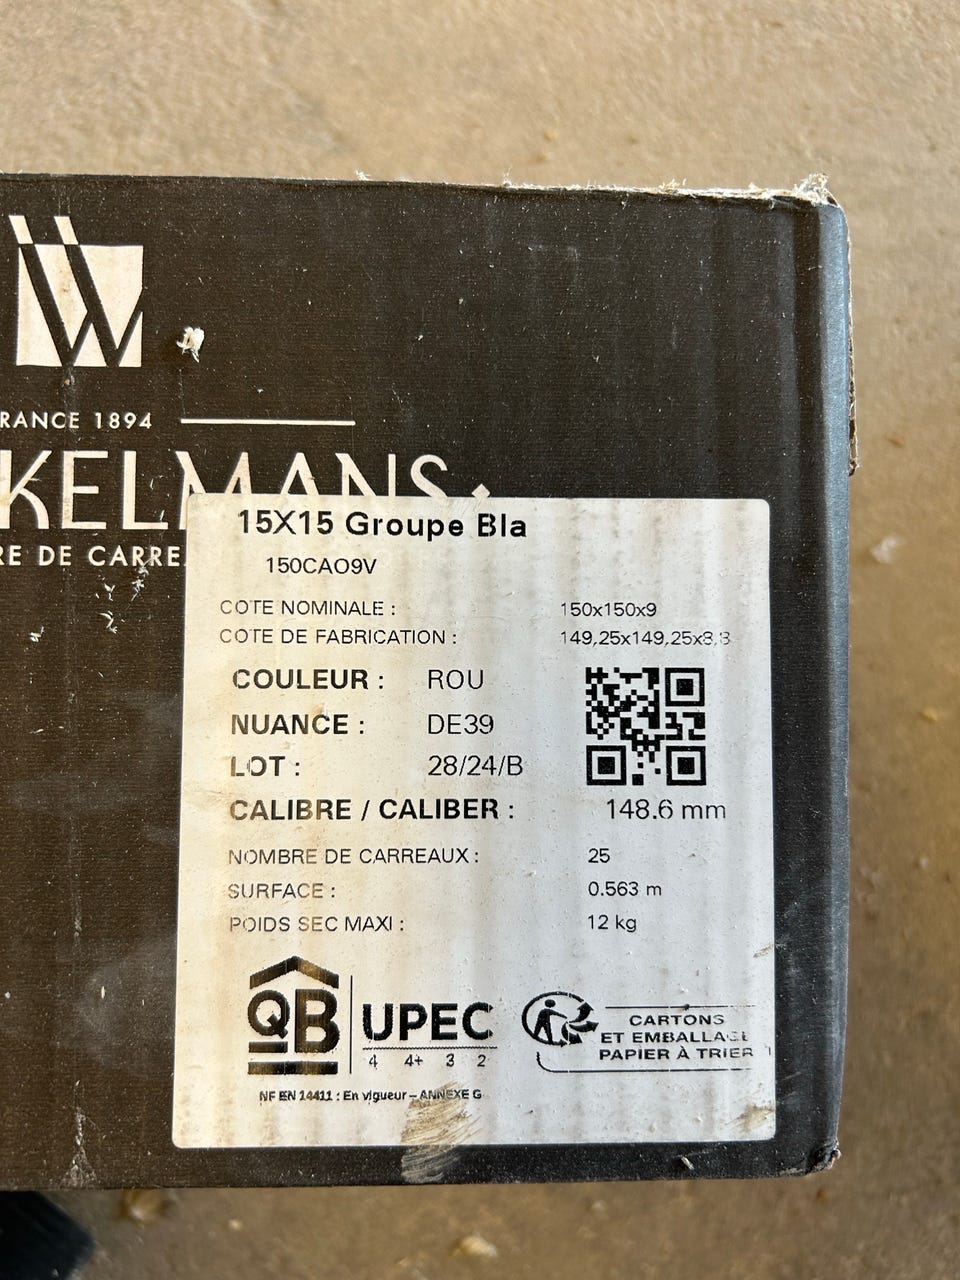 W
RANCE 1894
KELMANS
RE DE CARRE
15X15 Groupe Bla
150CAO9V
COTE NOMINALE : 150x150x9
COTE DE FABRICATION : 149,25x149,25x8,8
COULEUR : ROU
NUANCE : DE39
LOT : 28/24/B
CALIBRE / CALIBER : 148.6 mm
NOMBRE DE CARREAUX : 25
SURFACE : 0.563 m
POIDS SEC MAXI : 12 kg
QB UPEC
4 4+ 3 2
CARTONS
ET EMBALLAGE
PAPIER À TRIER
NF EN 14411 : En vigueur – ANNEXE G